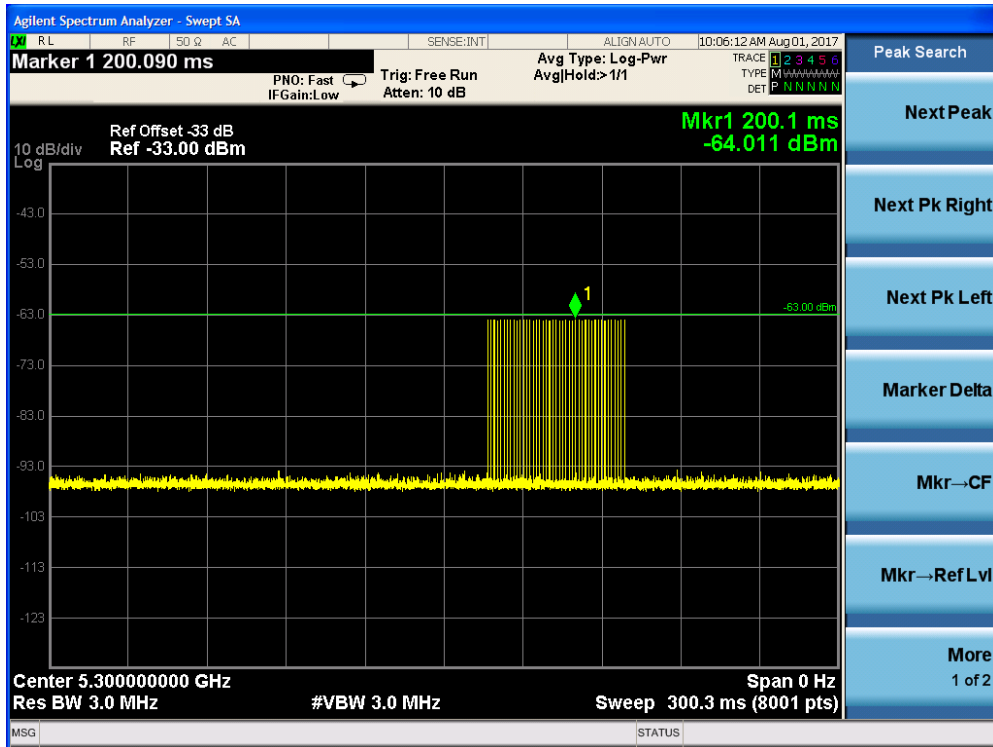 Agilent Spectrum Analyzer - Swept SA
LXI RL RF 50 Ω AC SENSE:INT ALIGN AUTO 10:06:12 AM Aug 01, 2017
Marker 1 200.090 ms
PNO: Fast
IFGain:Low
Trig: Free Run
Atten: 10 dB
Avg Type: Log-Pwr
Avg|Hold:>1/1
TRACE 1 2 3 4 5 6
TYPE M
DET P N N N N N
Peak Search
Ref Offset -33 dB
10 dB/div Ref -33.00 dBm
Log
Mkr1 200.1 ms
-64.011 dBm
-43.0
-53.0
-63.0
-73.0
-83.0
-93.0
-103
-113
-123
1
-63.00 dBm
Center 5.300000000 GHz
Span 0 Hz
Res BW 3.0 MHz
#VBW 3.0 MHz
Sweep 300.3 ms (8001 pts)
MSG
STATUS
Next Peak
Next Pk Right
Next Pk Left
Marker Delta
Mkr→CF
Mkr→Ref Lvl
More
1 of 2